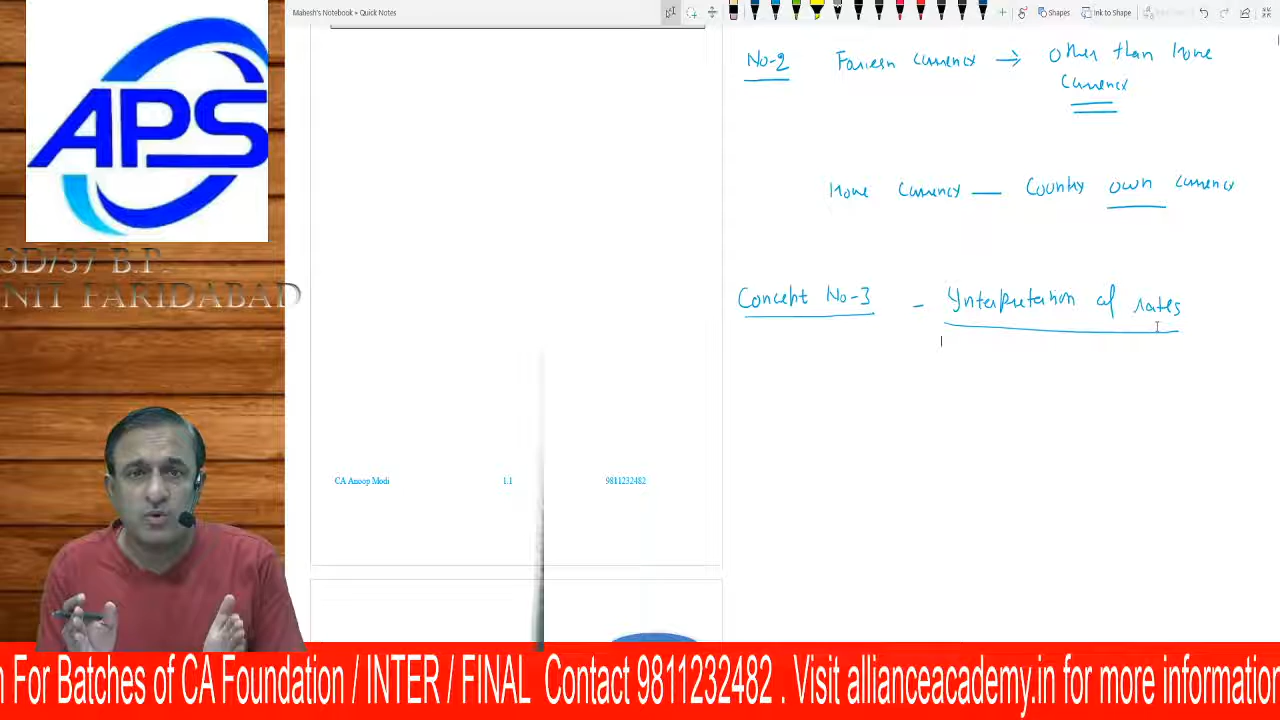 Mahesh's Notebook » Quick Notes
Shapes
Ink to Shape
APS
3D/37 B.P.
NIT FARIDABAD
No-2 Foreign currency → Other than Home
currency
Home currency — Country own currency
Concept No-3 - Interpretation of rates
CA Anoop Modi 1.1 9811232482
For Batches of CA Foundation / INTER / FINAL Contact 9811232482 . Visit allianceacademy.in for more information